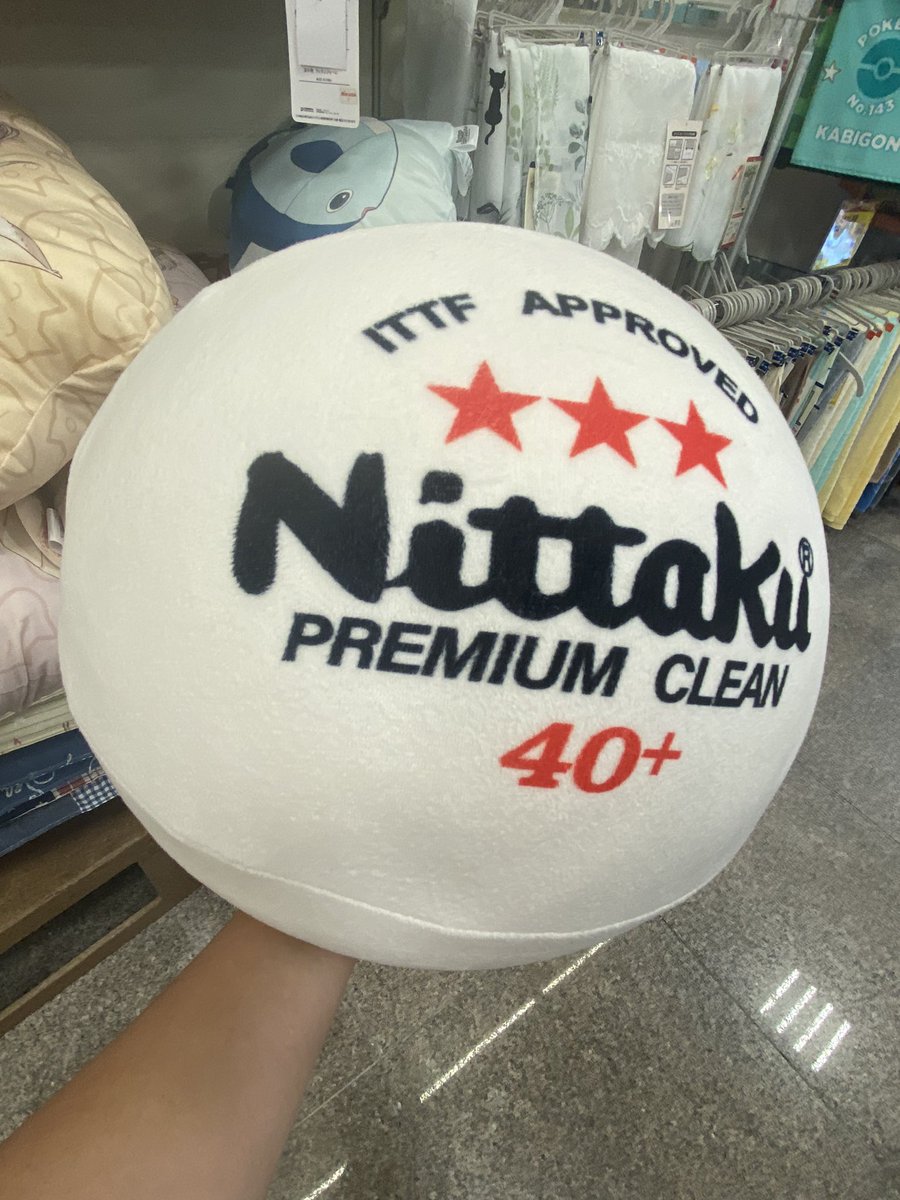 ITTF APPROVED
Nittaku®
PREMIUM CLEAN
40+
No.143
KABIGON